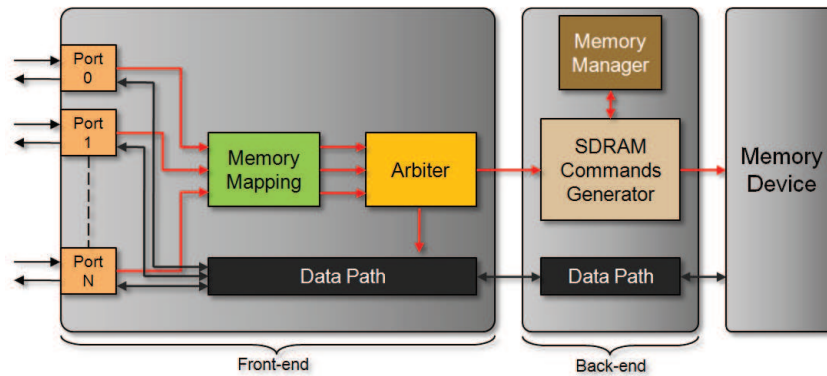 Port
0
Port
1
Port
N
Memory
Mapping
Arbiter
Data Path
Front-end
Memory
Manager
SDRAM
Commands
Generator
Data Path
Back-end
Memory
Device